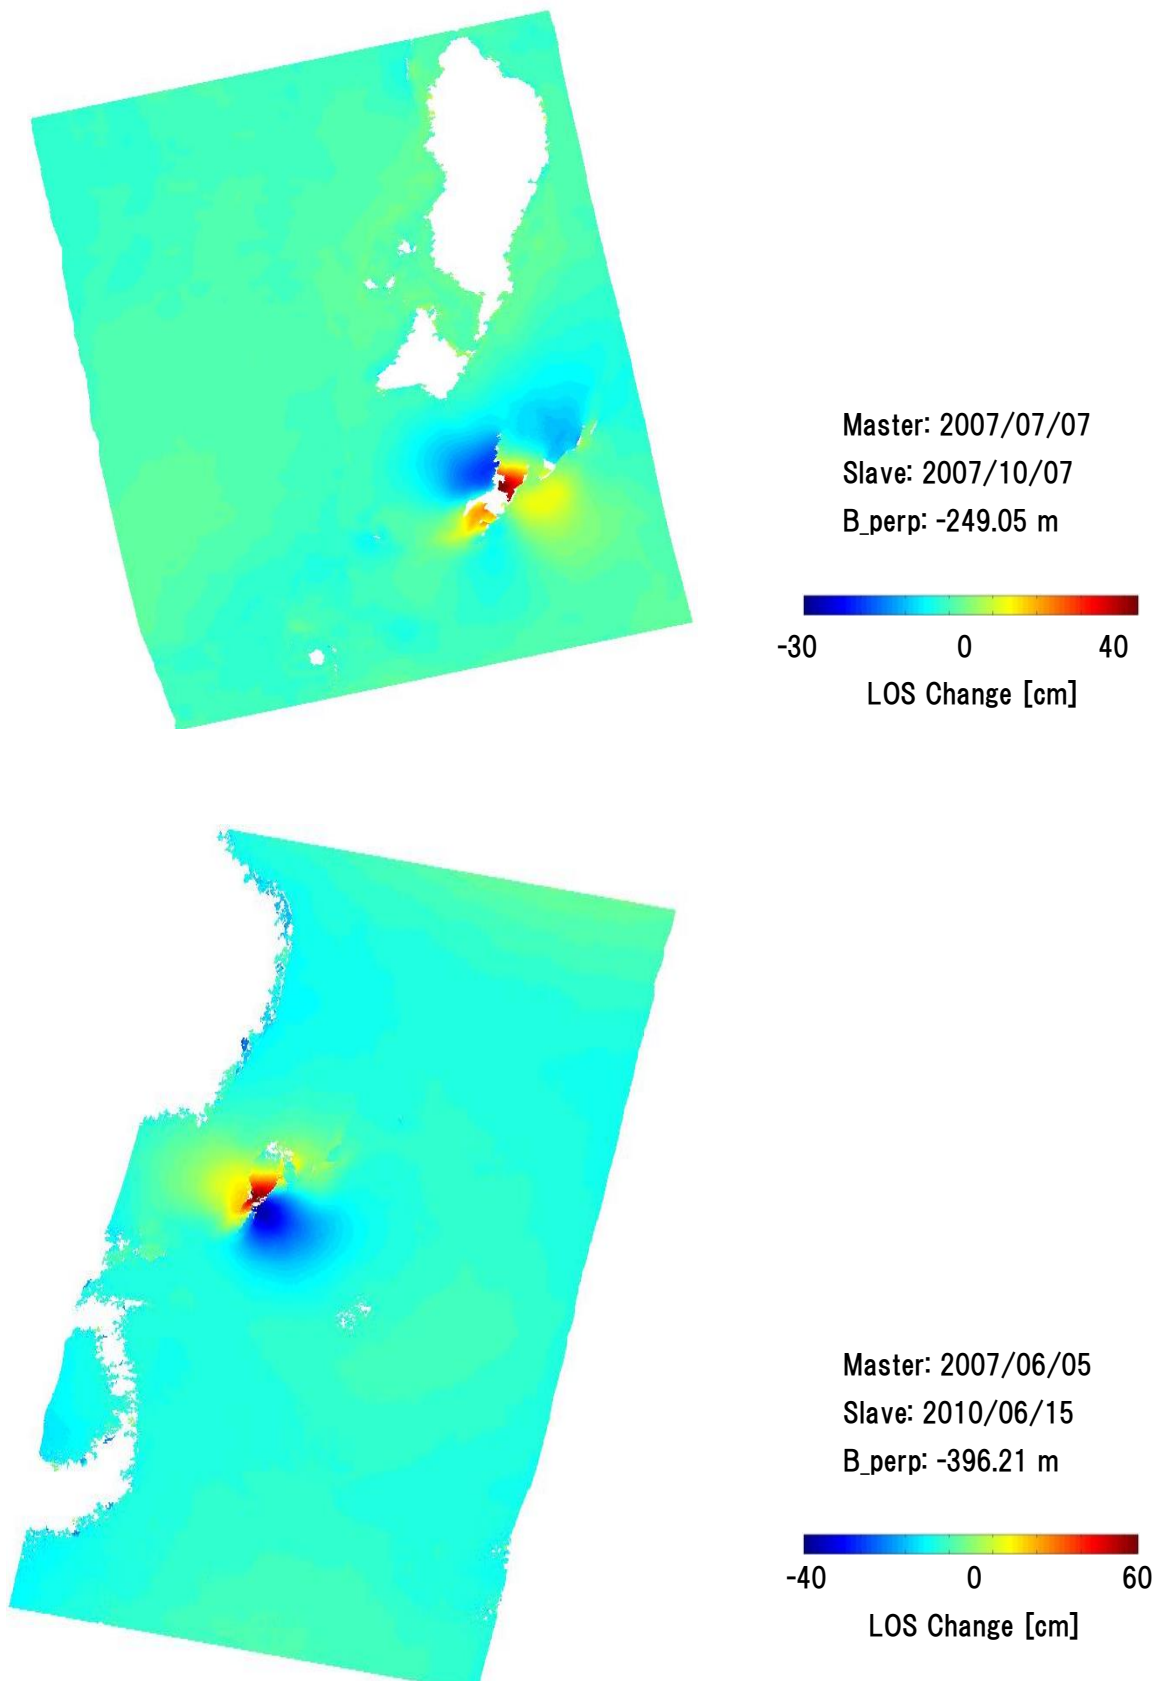 Master: 2007/07/07
Slave: 2007/10/07
B_perp: -249.05 m
-30 0 40
LOS Change [cm]
Master: 2007/06/05
Slave: 2010/06/15
B_perp: -396.21 m
-40 0 60
LOS Change [cm]